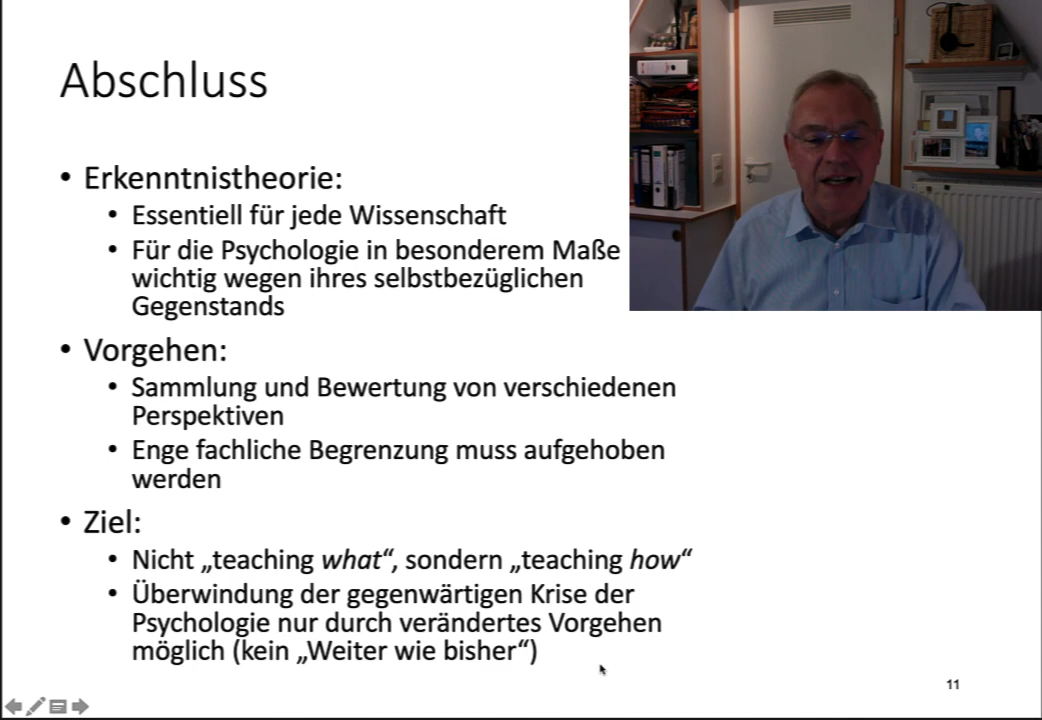 Abschluss
• Erkenntnistheorie:
• Essentiell für jede Wissenschaft
• Für die Psychologie in besonderem Maße
wichtig wegen ihres selbstbezüglichen
Gegenstands
• Vorgehen:
• Sammlung und Bewertung von verschiedenen
Perspektiven
• Enge fachliche Begrenzung muss aufgehoben
werden
• Ziel:
• Nicht „teaching what“, sondern „teaching how“
• Überwindung der gegenwärtigen Krise der
Psychologie nur durch verändertes Vorgehen
möglich (kein „Weiter wie bisher“)
11